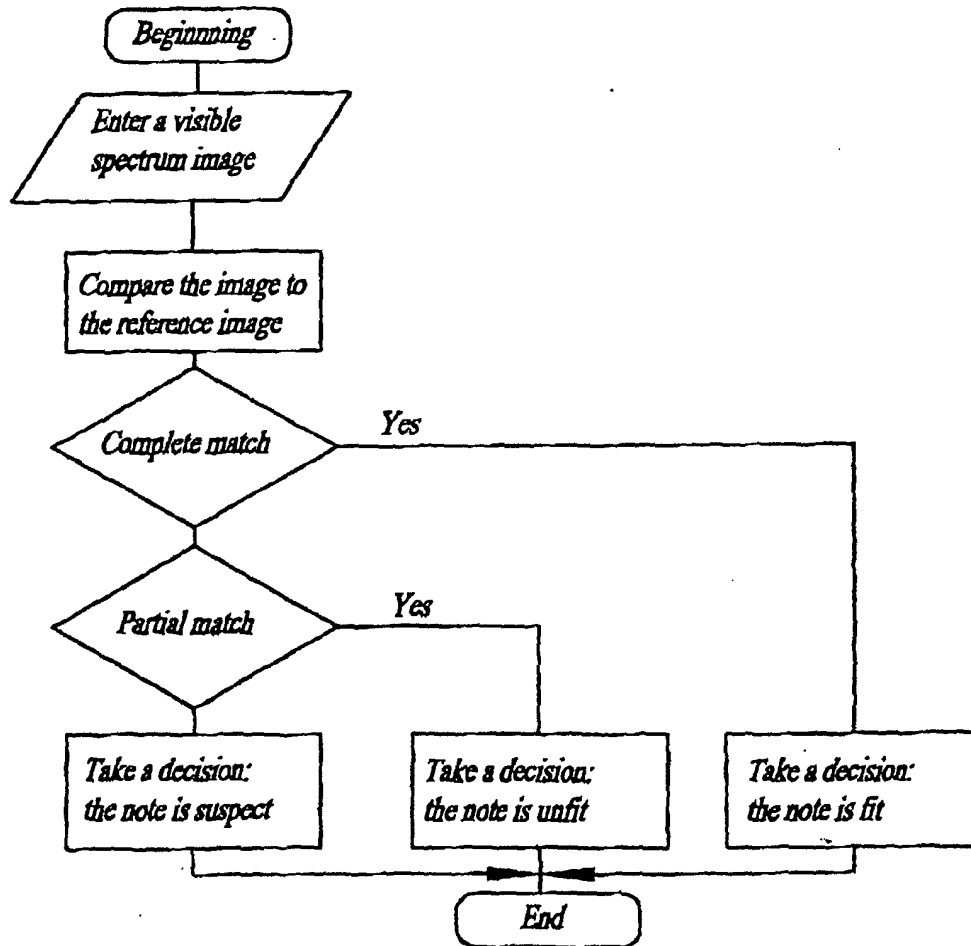 Beginnning
Enter a visible
spectrum image
Compare the image to
the reference image
Complete match
Yes
Partial match
Yes
Take a decision:
the note is suspect
Take a decision:
the note is unfit
Take a decision:
the note is fit
End